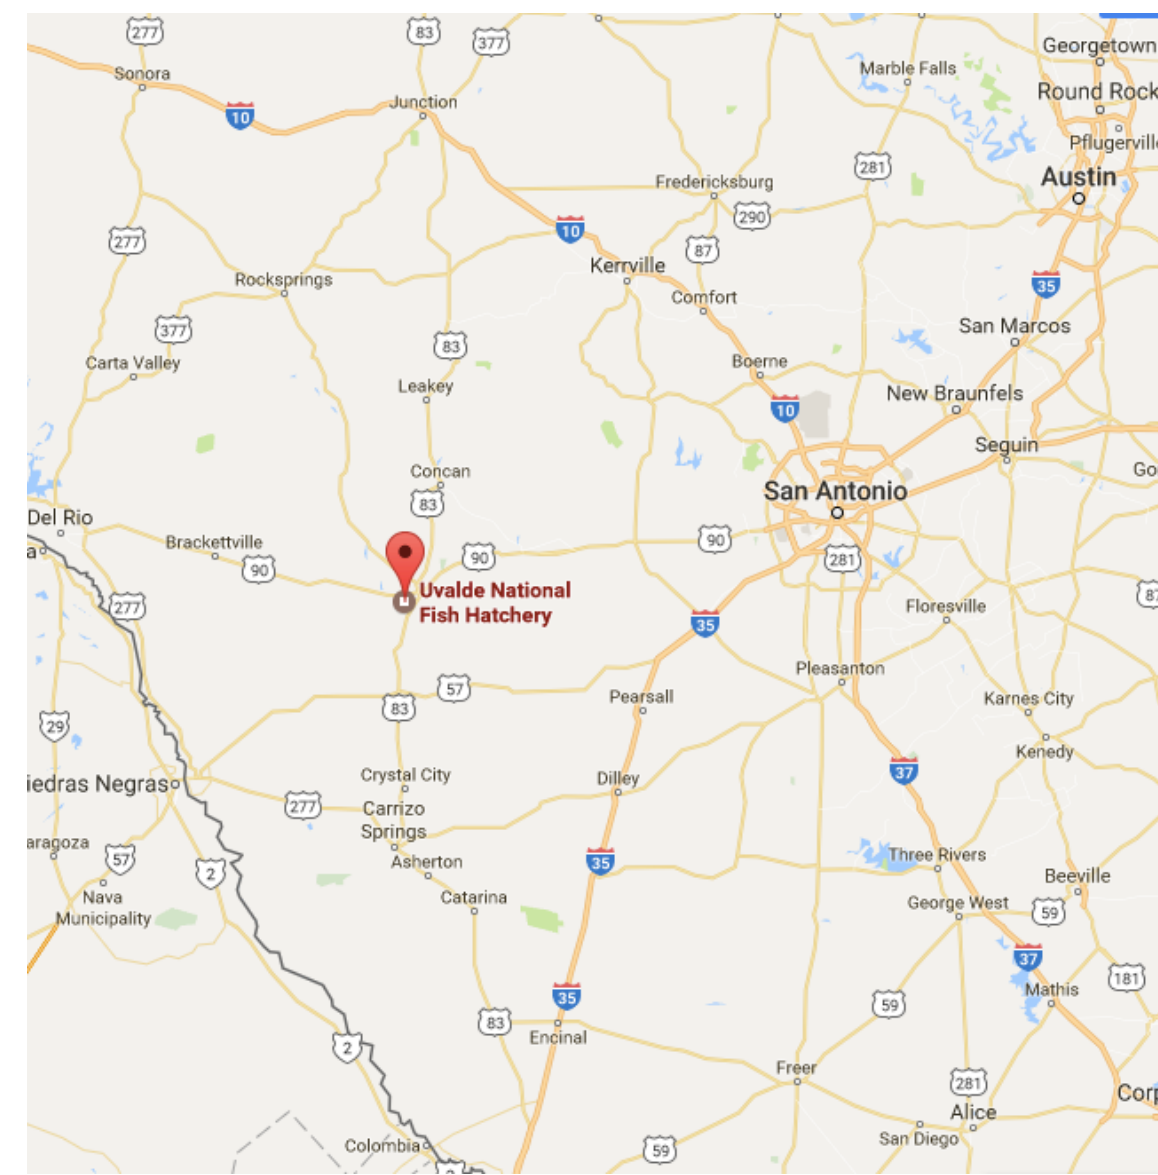 277
83
377
Georgetown
Sonora
Marble Falls
Round Rock
Junction
10
Pflugerville
281
Fredericksburg
Austin
290
10
277
87
Kerrville
Rocksprings
35
Comfort
San Marcos
377
83
Carta Valley
Boerne
Leakey
New Braunfels
10
Seguin
Concan
Go
San Antonio
83
Del Rio
Brackettville
90
90
a
281
90
Uvalde National
Fish Hatchery
87
277
Floresville
35
Pleasanton
57
Pearsall
Karnes City
83
29
Kenedy
iedras Negras
Crystal City
Dilley
37
277
Carrizo
Springs
aragoza
57
Asherton
35
Three Rivers
2
Beeville
Nava
Municipality
Catarina
George West
59
37
181
35
Mathis
59
83
Encinal
2
Freer
281
Corp
Alice
San Diego
Colombia
59
2